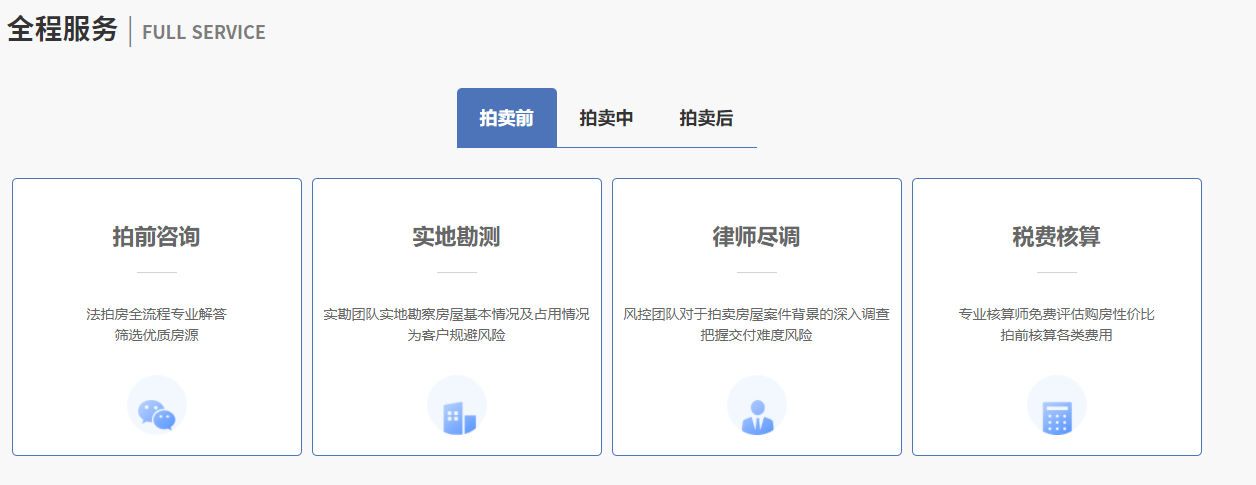 全程服务 | FULL SERVICE
拍卖前 拍卖中 拍卖后
拍前咨询
法拍房全流程专业解答
筛选优质房源
实地勘测
实勘团队实地勘察房屋基本情况及占用情况
为客户规避风险
律师尽调
风控团队对于拍卖房屋案件背景的深入调查
把握交付难度风险
税费核算
专业核算师免费评估购房性价比
拍前核算各类费用